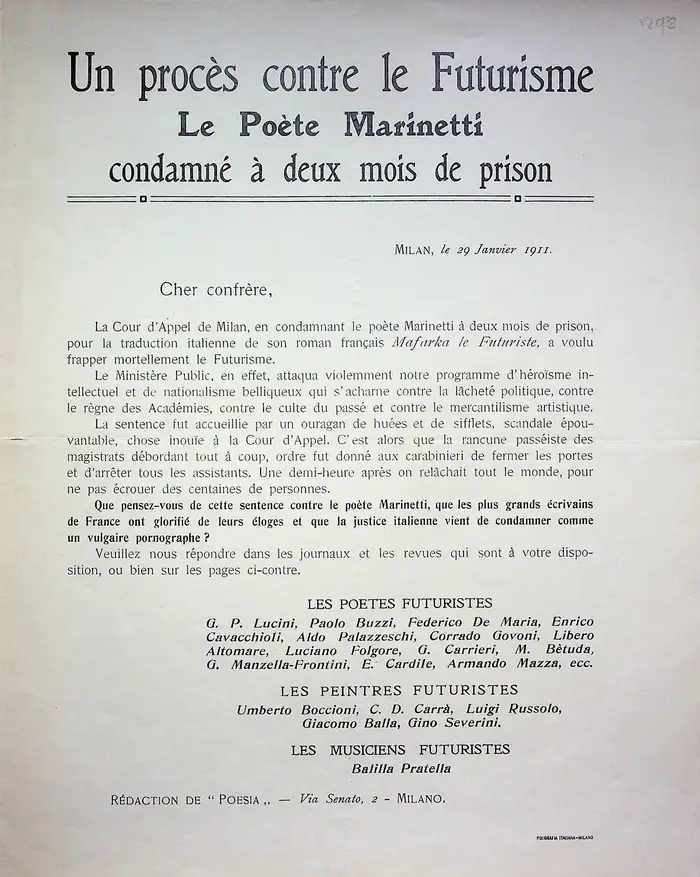 1292
Un procès contre le Futurisme
Le Poète Marinetti
condamné à deux mois de prison
MILAN, le 29 Janvier 1911.
Cher confrère,
La Cour d'Appel de Milan, en condamnant le poète Marinetti à deux mois de prison,
pour la traduction italienne de son roman français Mafarka le Futuriste, a voulu
frapper mortellement le Futurisme.
Le Ministère Public, en effet, attaqua violemment notre programme d'héroïsme in-
tellectuel et de nationalisme belliqueux qui s'acharne contre la lâcheté politique, contre
le règne des Académies, contre le culte du passé et contre le mercantilisme artistique.
La sentence fut accueillie par un ouragan de huées et de sifflets, scandale épou-
vantable, chose inouïe à la Cour d'Appel. C'est alors que la rancune passéiste des
magistrats débordant tout à coup, ordre fut donné aux carabinieri de fermer les portes
et d'arrêter tous les assistants. Une demi-heure après on relâchait tout le monde, pour
ne pas écrouer des centaines de personnes.
Que pensez-vous de cette sentence contre le poète Marinetti, que les plus grands écrivains
de France ont glorifié de leurs éloges et que la justice italienne vient de condamner comme
un vulgaire pornographe ?
Veuillez nous répondre dans les journaux et les revues qui sont à votre dispo-
sition, ou bien sur les pages ci-contre.
LES POETES FUTURISTES
G. P. Lucini, Paolo Buzzi, Federico De Maria, Enrico
Cavacchioli, Aldo Palazzeschi, Corrado Govoni, Libero
Altomare, Luciano Folgore, G. Carrieri, M. Bètuda,
G. Manzella-Frontini, E. Cardile, Armando Mazza, ecc.
LES PEINTRES FUTURISTES
Umberto Boccioni, C. D. Carrà, Luigi Russolo,
Giacomo Balla, Gino Severini.
LES MUSICIENS FUTURISTES
Balilla Pratella
RÉDACTION DE " POESIA „ — Via Senato, 2 - MILANO.
POLIGRAFIA ITALIANA-MILANO